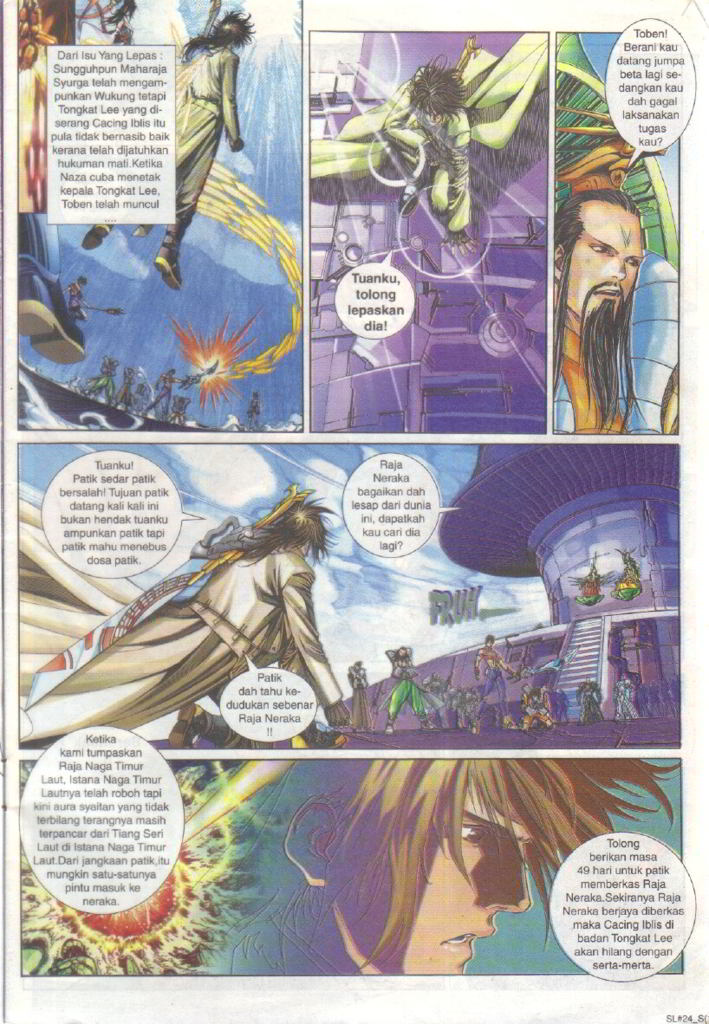 Dari Isu Yang Lepas :
Sungguhpun Maharaja
Syurga telah mengam-
punkan Wukung tetapi
Tongkat Lee yang di-
serang Cacing Iblis itu
pula tidak bernasib baik
kerana telah dijatuhkan
hukuman mati.Ketika
Naza cuba menetak
kepala Tongkat Lee,
Toben telah muncul
....
Tuanku,
tolong
lepaskan
dia!
Toben!
Berani kau
datang jumpa
beta lagi se-
dangkan kau
dah gagal
laksanakan
tugas
kau?
Tuanku!
Patik sedar patik
bersalah! Tujuan patik
datang kali kali ini
bukan hendak tuanku
ampunkan patik tapi
patik mahu menebus
dosa patik.
Raja
Neraka
bagaikan dah
lesap dari dunia
ini, dapatkah
kau cari dia
lagi?
FRUH
Patik
dah tahu ke-
dudukan sebenar
Raja Neraka
!!
Ketika
kami tumpaskan
Raja Naga Timur
Laut, Istana Naga Timur
Lautnya telah roboh tapi
kini aura syaitan yang tidak
terbilang terangnya masih
terpancar dari Tiang Seri
Laut di Istana Naga Timur
Laut.Dari jangkaan patik,itu
mungkin satu-satunya
pintu masuk ke
neraka.
Tolong
berikan masa
49 hari untuk patik
memberkas Raja
Neraka.Sekiranya Raja
Neraka berjaya diberkas
maka Cacing Iblis di
badan Tongkat Lee
akan hilang dengan
serta-merta.